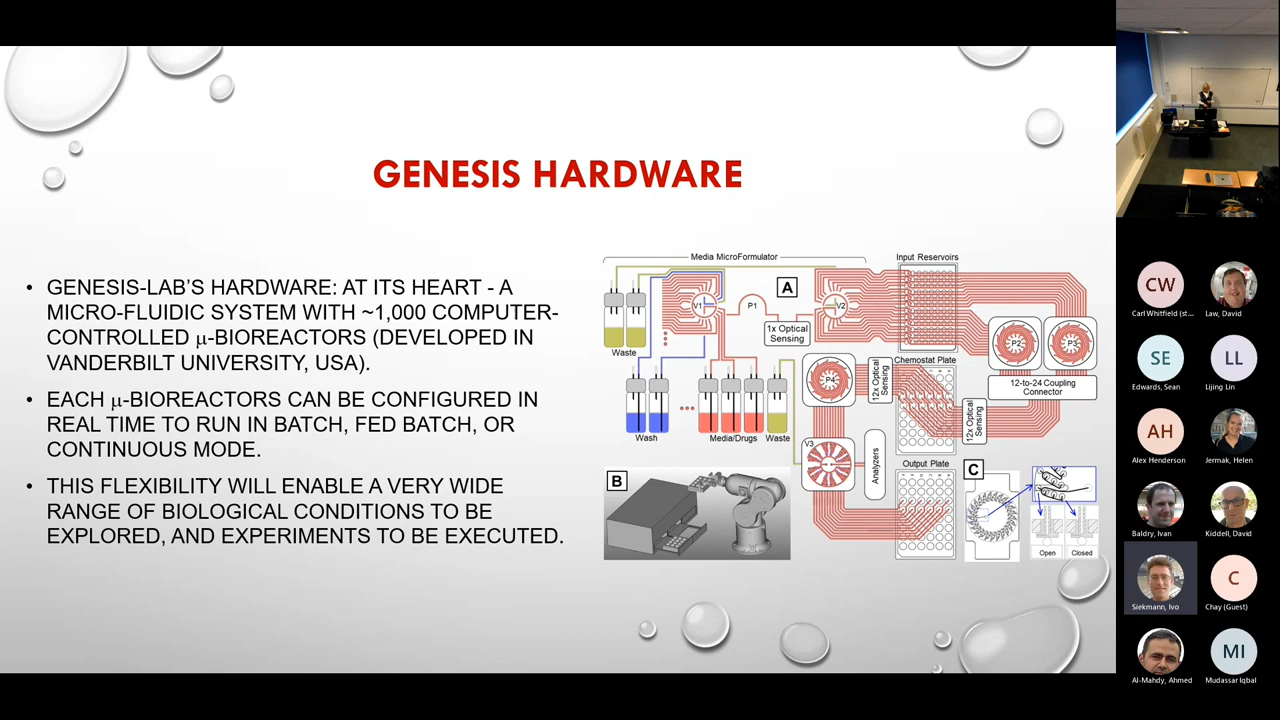 GENESIS HARDWARE
• GENESIS-LAB'S HARDWARE: AT ITS HEART - A
MICRO-FLUIDIC SYSTEM WITH ~1,000 COMPUTER-
CONTROLLED μ-BIOREACTORS (DEVELOPED IN
VANDERBILT UNIVERSITY, USA).
• EACH μ-BIOREACTORS CAN BE CONFIGURED IN
REAL TIME TO RUN IN BATCH, FED BATCH, OR
CONTINUOUS MODE.
• THIS FLEXIBILITY WILL ENABLE A VERY WIDE
RANGE OF BIOLOGICAL CONDITIONS TO BE
EXPLORED, AND EXPERIMENTS TO BE EXECUTED.
Media MicroFormulator
Input Reservoirs
A
V1
P1
V2
1x Optical
Sensing
Waste
P2
P3
Chemostat Plate
P4
12x Optical
Sensing
12-to-24 Coupling
Connector
12x Optical
Sensing
Wash
Media/Drugs
Waste
V3
Analyzers
Output Plate
B
C
Open
Closed
CW
Carl Whitfield (st...
Law, David
SE
Edwards, Sean
LL
Lijing Lin
AH
Alex Henderson
Jermak, Helen
Baldry, Ivan
Kiddell, David
Siekmann, Ivo
C
Chay (Guest)
Al-Mahdy, Ahmed
MI
Mudassar Iqbal